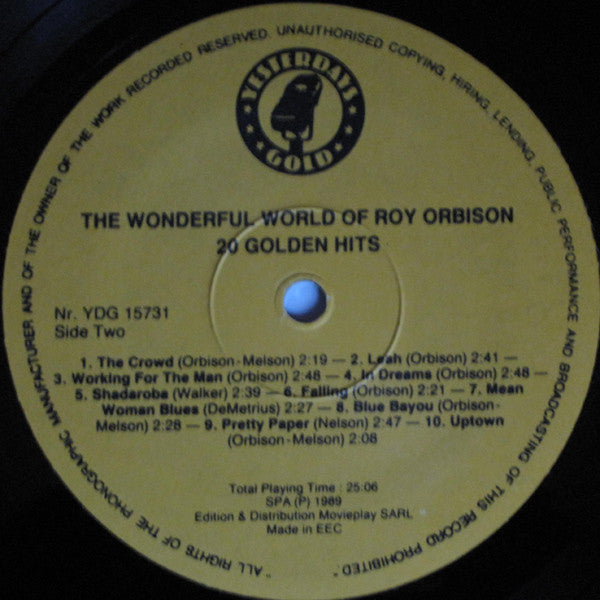 "ALL RIGHTS OF THE PHONOGRAPHIC MANUFACTURER AND OF THE OWNER OF THE WORK RECORDED RESERVED. UNAUTHORISED COPYING, HIRING, LENDING, PUBLIC PERFORMANCE AND BROADCASTING OF THIS RECORD PROHIBITED"
YESTERDAYS
GOLD
THE WONDERFUL WORLD OF ROY ORBISON
20 GOLDEN HITS
Nr. YDG 15731
Side Two
1. The Crowd (Orbison-Melson) 2:19 — 2. Leah (Orbison) 2:41 —
3. Working For The Man (Orbison) 2:48 — 4. In Dreams (Orbison) 2:48 —
5. Shadaroba (Walker) 2:39 — 6. Falling (Orbison) 2:21 — 7. Mean
Woman Blues (DeMetrius) 2:27 — 8. Blue Bayou (Orbison-
Melson) 2:28 — 9. Pretty Paper (Nelson) 2:47 — 10. Uptown
(Orbison-Melson) 2:08
Total Playing Time : 25:06
SPA (P) 1989
Edition & Distribution Movieplay SARL
Made in EEC